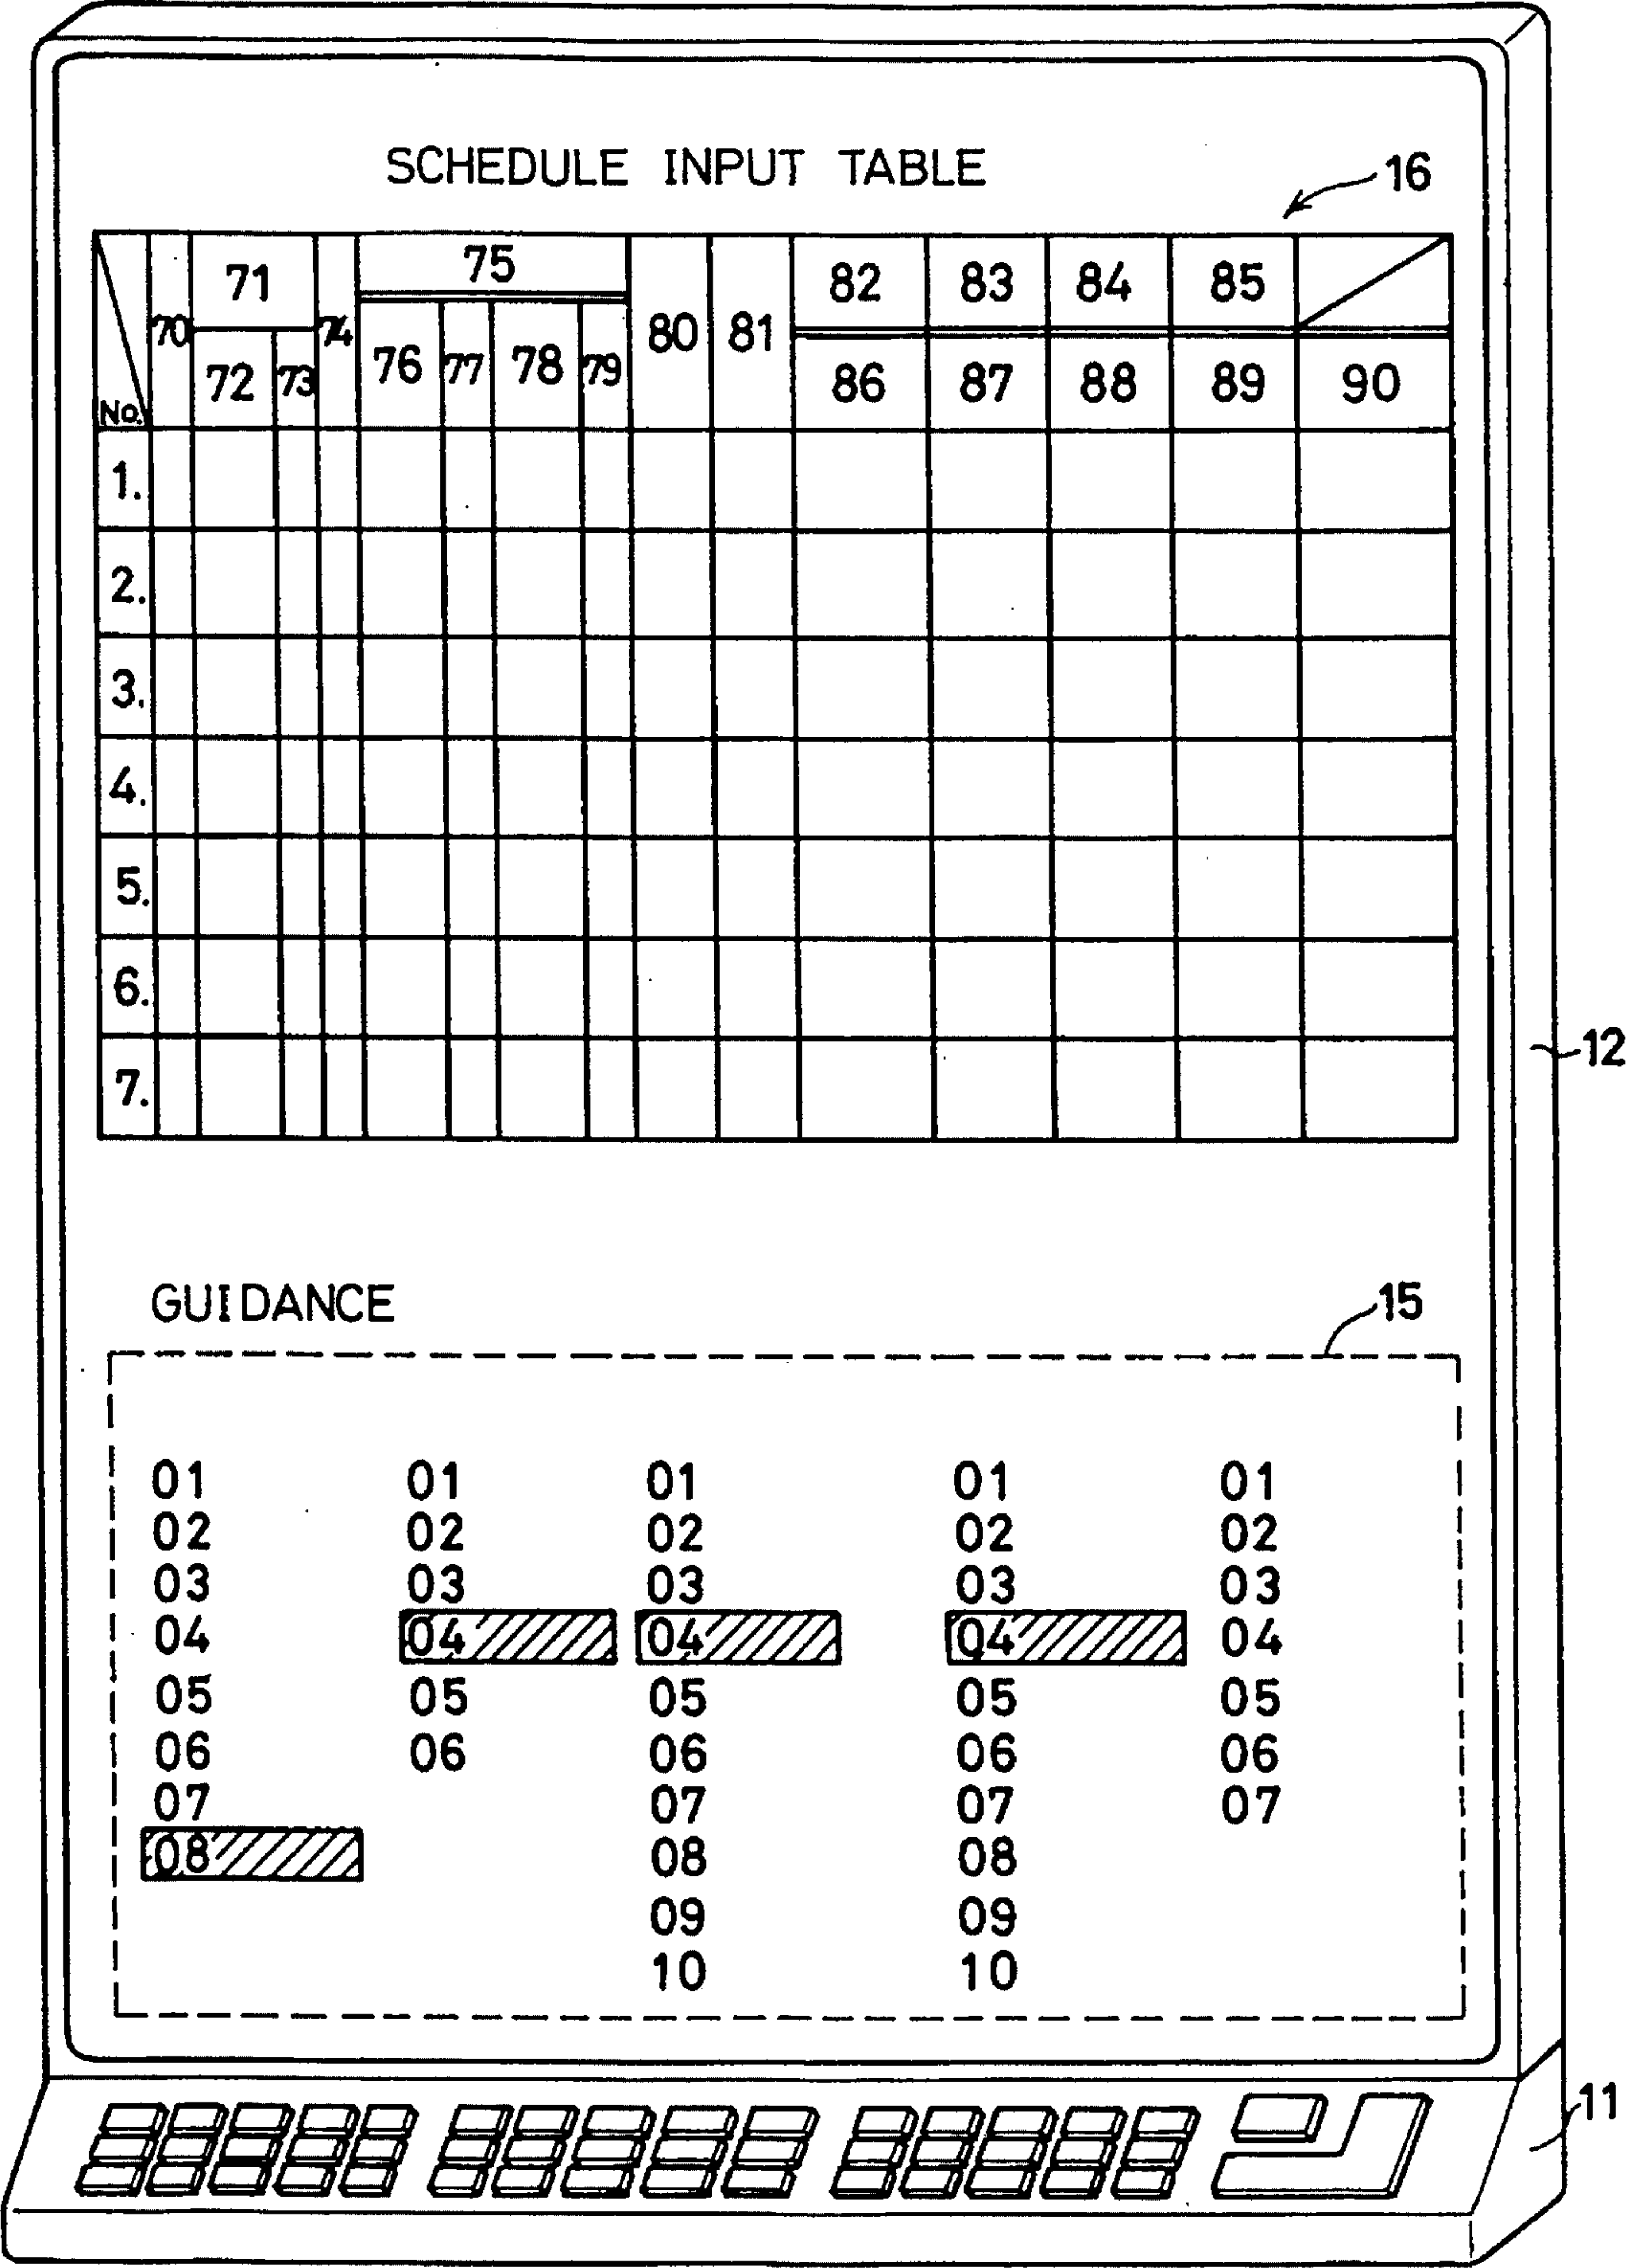 SCHEDULE INPUT TABLE
16
70 71 74 75 80 81 82 83 84 85
No. 72 73 76 77 78 79 86 87 88 89 90
1.
2.
3.
4.
5.
6.
7.
12
GUIDANCE
15
01 01 01 01 01
02 02 02 02 02
03 03 03 03 03
04 04 04 04 04
05 05 05 05 05
06 06 06 06 06
07 07 07 07
08 08 08
09 09
10 10
11